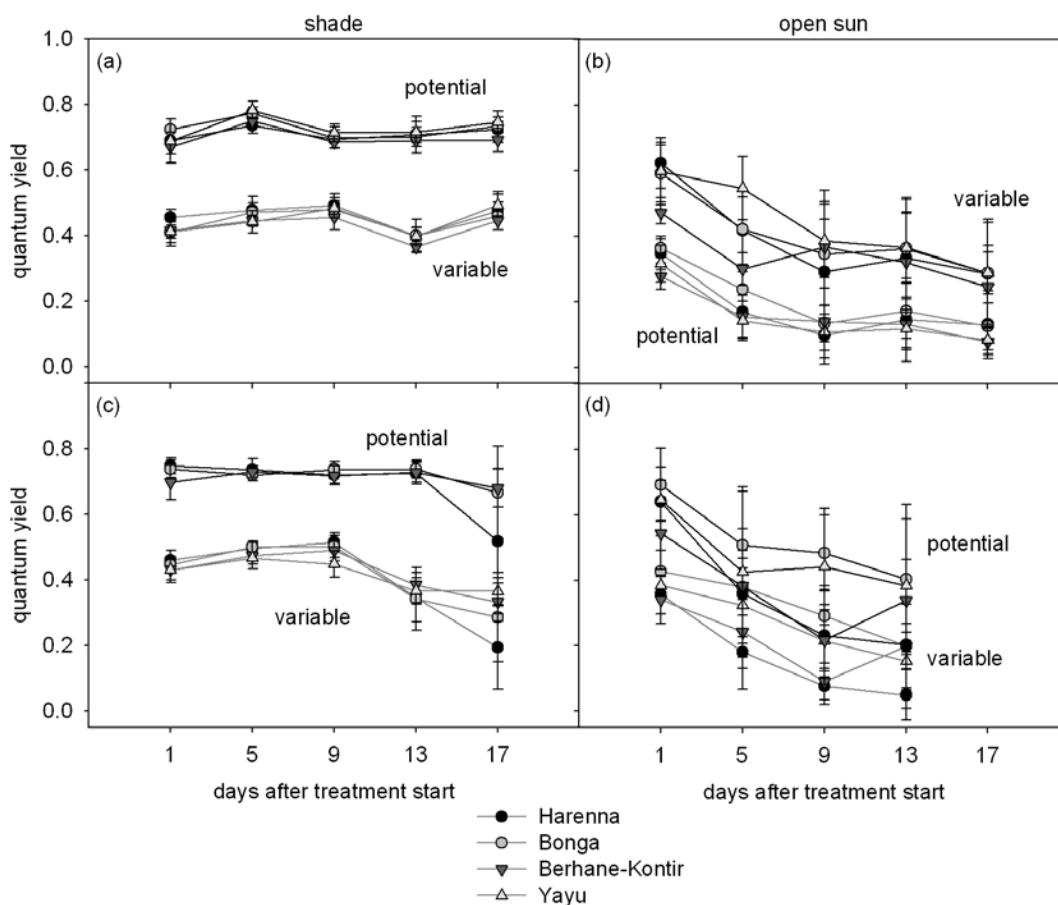 shade
open sun
1.0
(a)
potential
0.8
0.6
quantum yield
0.4
variable
0.2
0.0
(b)
variable
potential
(c)
potential
0.8
0.6
quantum yield
0.4
variable
0.2
0.0
(d)
potential
variable
1 5 9 13 17
days after treatment start
1 5 9 13 17
days after treatment start
Harenna
Bonga
Berhane-Kontir
Yayu